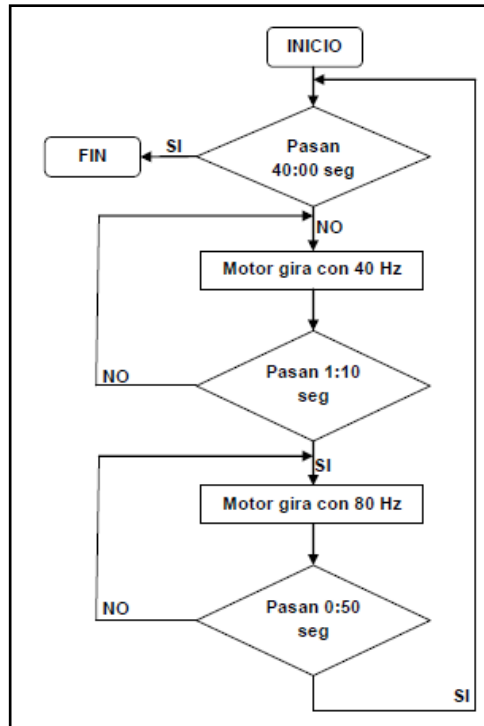 INICIO
Pasan
40:00 seg
SI
FIN
NO
Motor gira con 40 Hz
Pasan 1:10
seg
NO
SI
Motor gira con 80 Hz
Pasan 0:50
seg
NO
SI